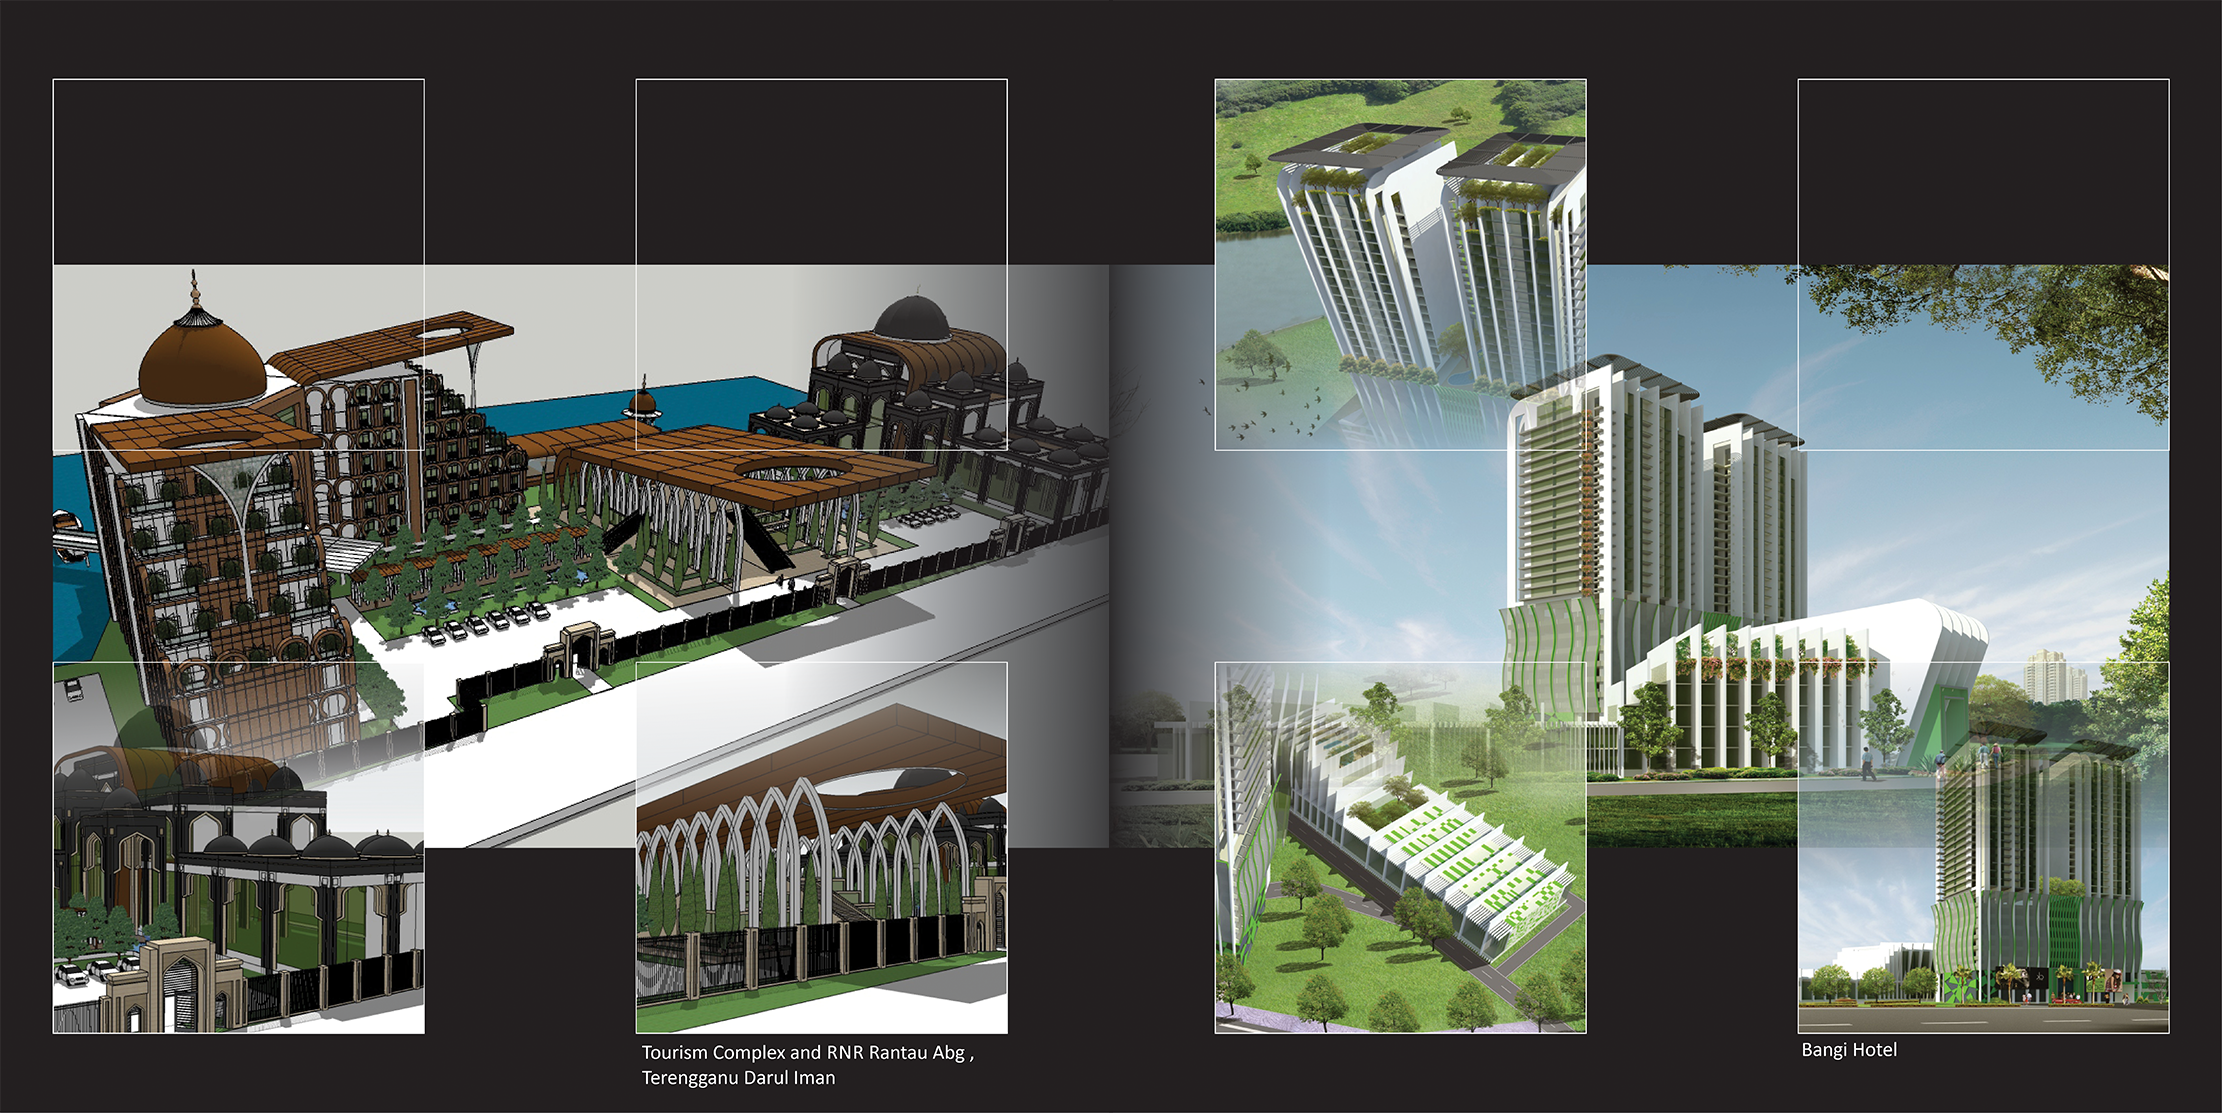 Tourism Complex and RNR Rantau Abg ,
Terengganu Darul Iman
Bangi Hotel